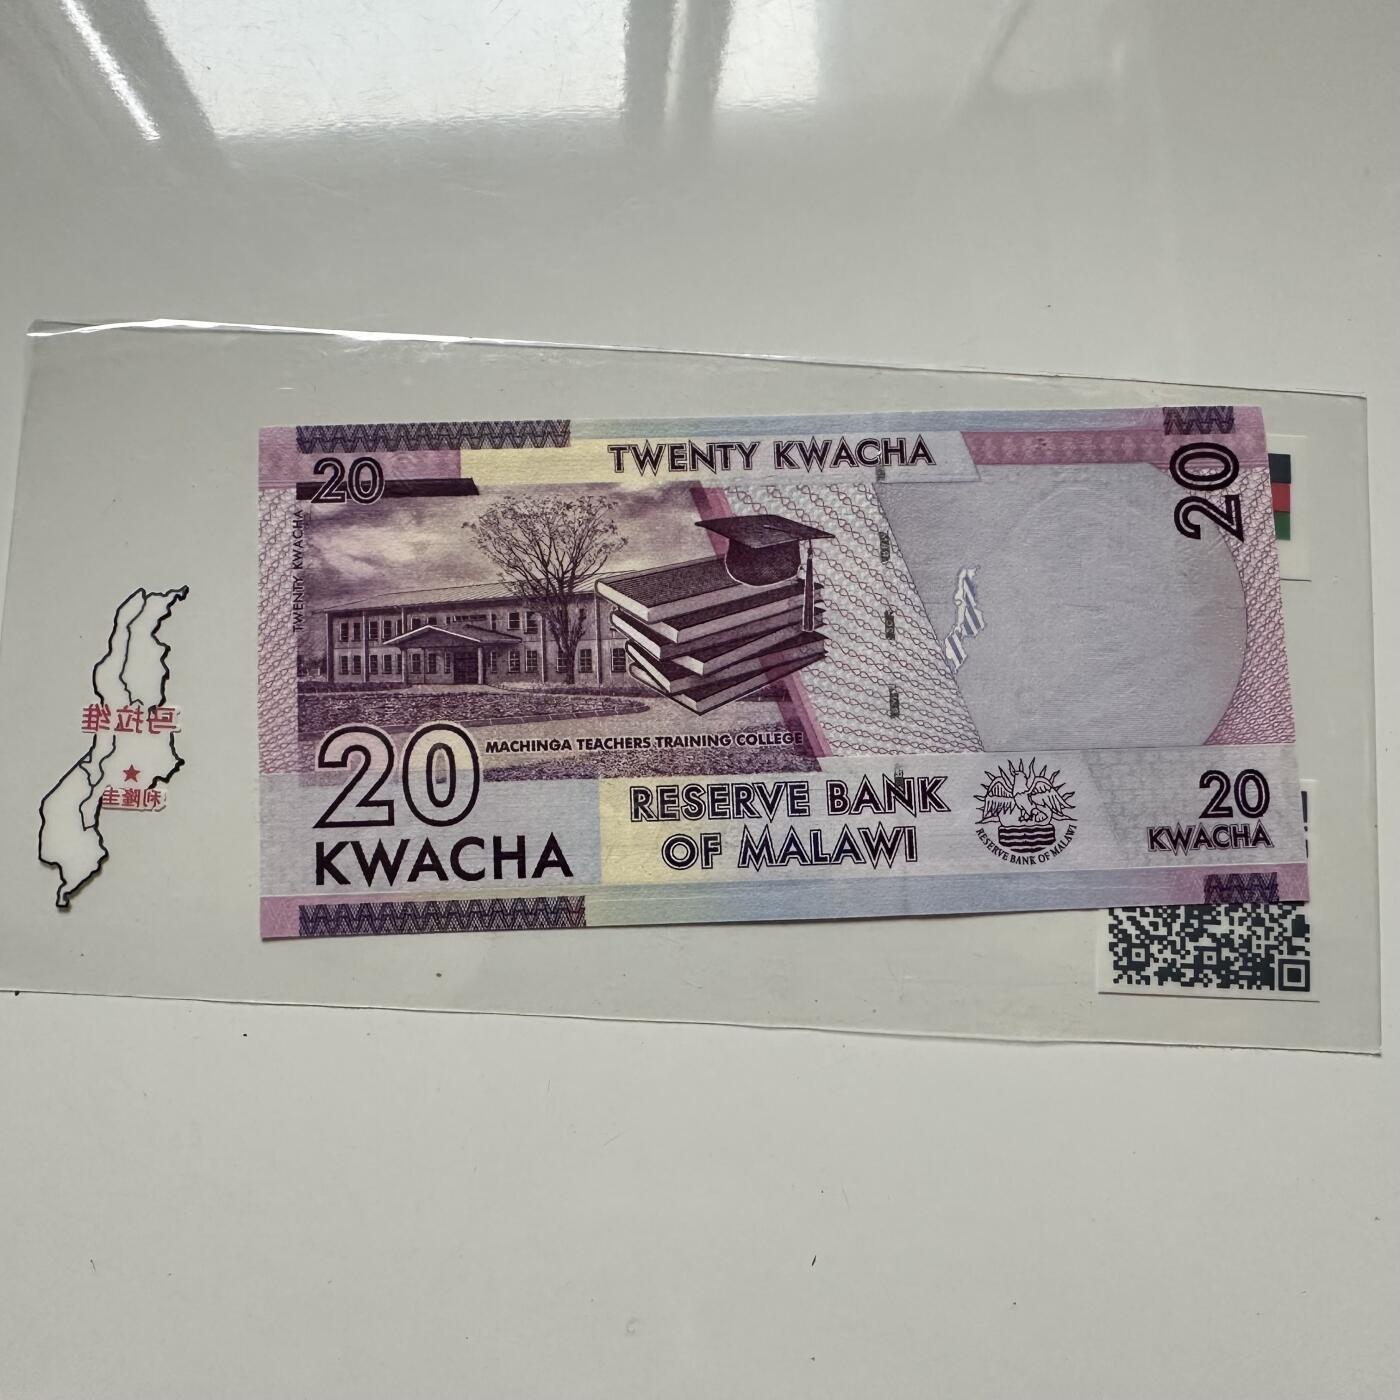 TWENTY KWACHA
20
20
TWENTY KWACHA
马拉维
利隆圭
MACHINGA TEACHERS TRAINING COLLEGE
20
KWACHA
RESERVE BANK
OF MALAWI
RESERVE BANK OF MALAWI
20
KWACHA